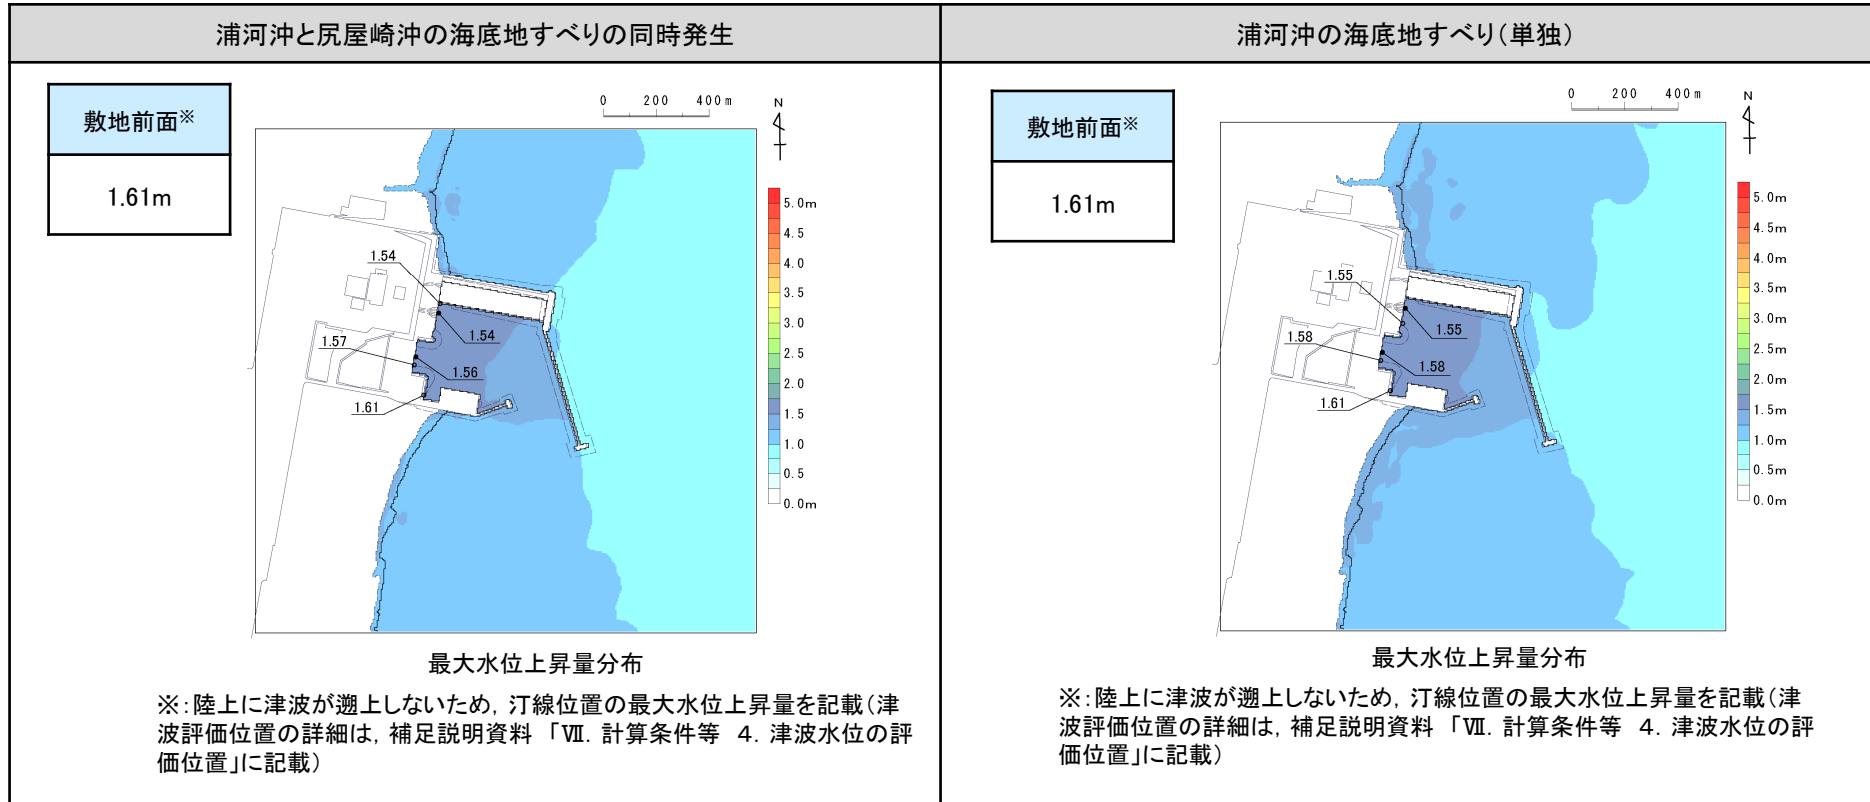 浦河沖と尻屋崎沖の海底地すべりの同時発生
敷地前面※
1.61m
0 200 400m
N
5.0m
4.5
4.0
3.5
3.0
2.5
2.0
1.5
1.0
0.5
0.0m
1.54
1.54
1.57
1.56
1.61
最大水位上昇量分布
※：陸上に津波が遡上しないため，汀線位置の最大水位上昇量を記載（津
波評価位置の詳細は，補足説明資料 「Ⅶ．計算条件等 ４．津波水位の評
価位置」に記載）
浦河沖の海底地すべり（単独）
敷地前面※
1.61m
0 200 400m
N
5.0m
4.5m
4.0m
3.5m
3.0m
2.5m
2.0m
1.5m
1.0m
0.5m
0.0m
1.55
1.55
1.58
1.58
1.61
最大水位上昇量分布
※：陸上に津波が遡上しないため，汀線位置の最大水位上昇量を記載（津
波評価位置の詳細は，補足説明資料 「Ⅶ．計算条件等 ４．津波水位の評
価位置」に記載）